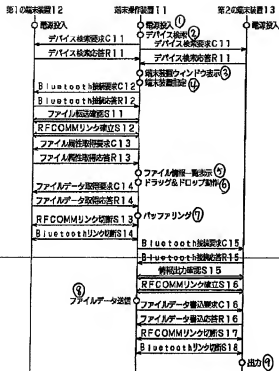 第1の端末装置12
端末操作装置11
第2の端末装置13
電源投入
電源投入 ①
電源投入
デバイス検索 ②
デバイス検索要求C11
デバイス検索要求C11
デバイス検索応答R11
デバイス検索応答R11
端末装置ウィンドウ表示 ③
端末装置指定 ④
Bluetooth接続要求C12
Bluetooth接続応答R12
ファイル転送確認S11
RFCOMMリンク確立S12
ファイル属性取得要求C13
ファイル属性取得応答R13
ファイル情報一覧表示 ⑤
ドラッグ&ドロップ動作 ⑥
ファイルデータ取得要求C14
ファイルデータ取得応答R14
バッファリング ⑦
RFCOMMリンク切断S13
Bluetoothリンク切断S14
Bluetooth接続要求C15
Bluetooth接続応答R15
情報出力確認S15
RFCOMMリンク確立S16
⑧
ファイルデータ送信
ファイルデータ書込要求C16
ファイルデータ書込応答R16
RFCOMMリンク切断S17
Bluetoothリンク切断S18
出力 ⑨